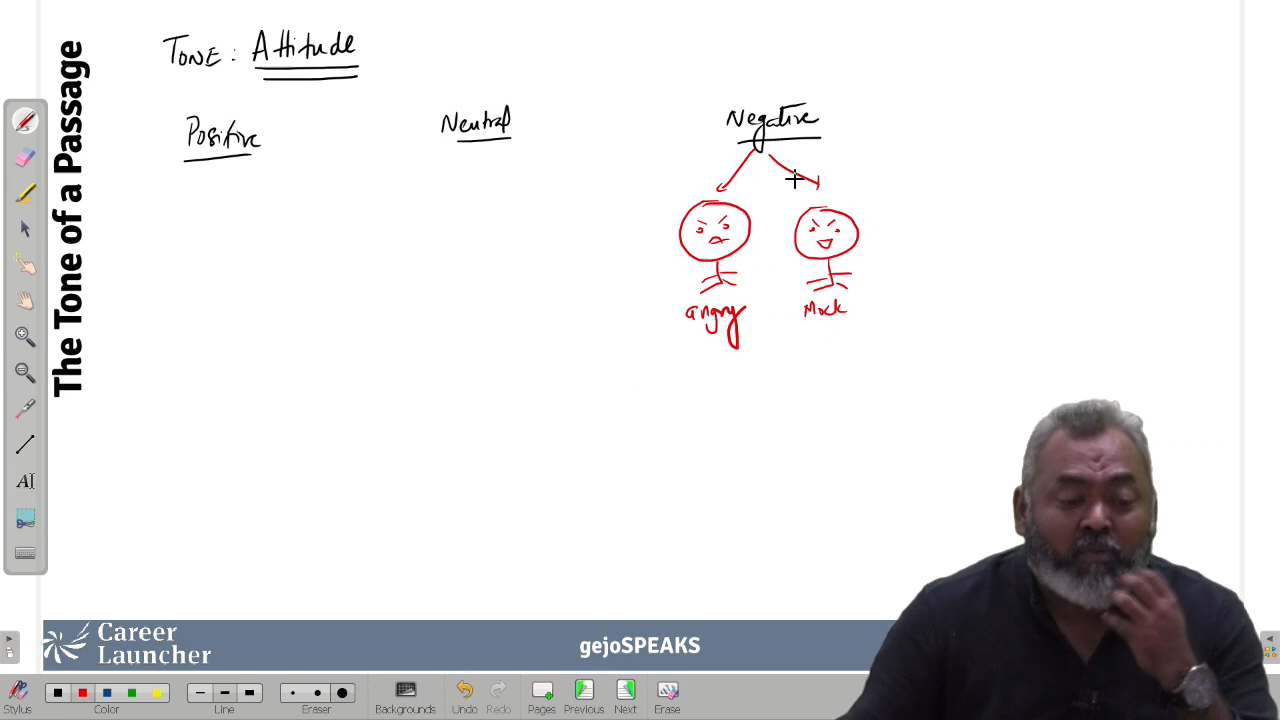 The Tone of a Passage
TONE : Attitude
Positive
Neutral
Negative
angry
Mock
AI
Career
Launcher
gejoSPEAKS
Stylus
Color
Line
Eraser
Backgrounds
Undo
Redo
Pages
Previous
Next
Erase